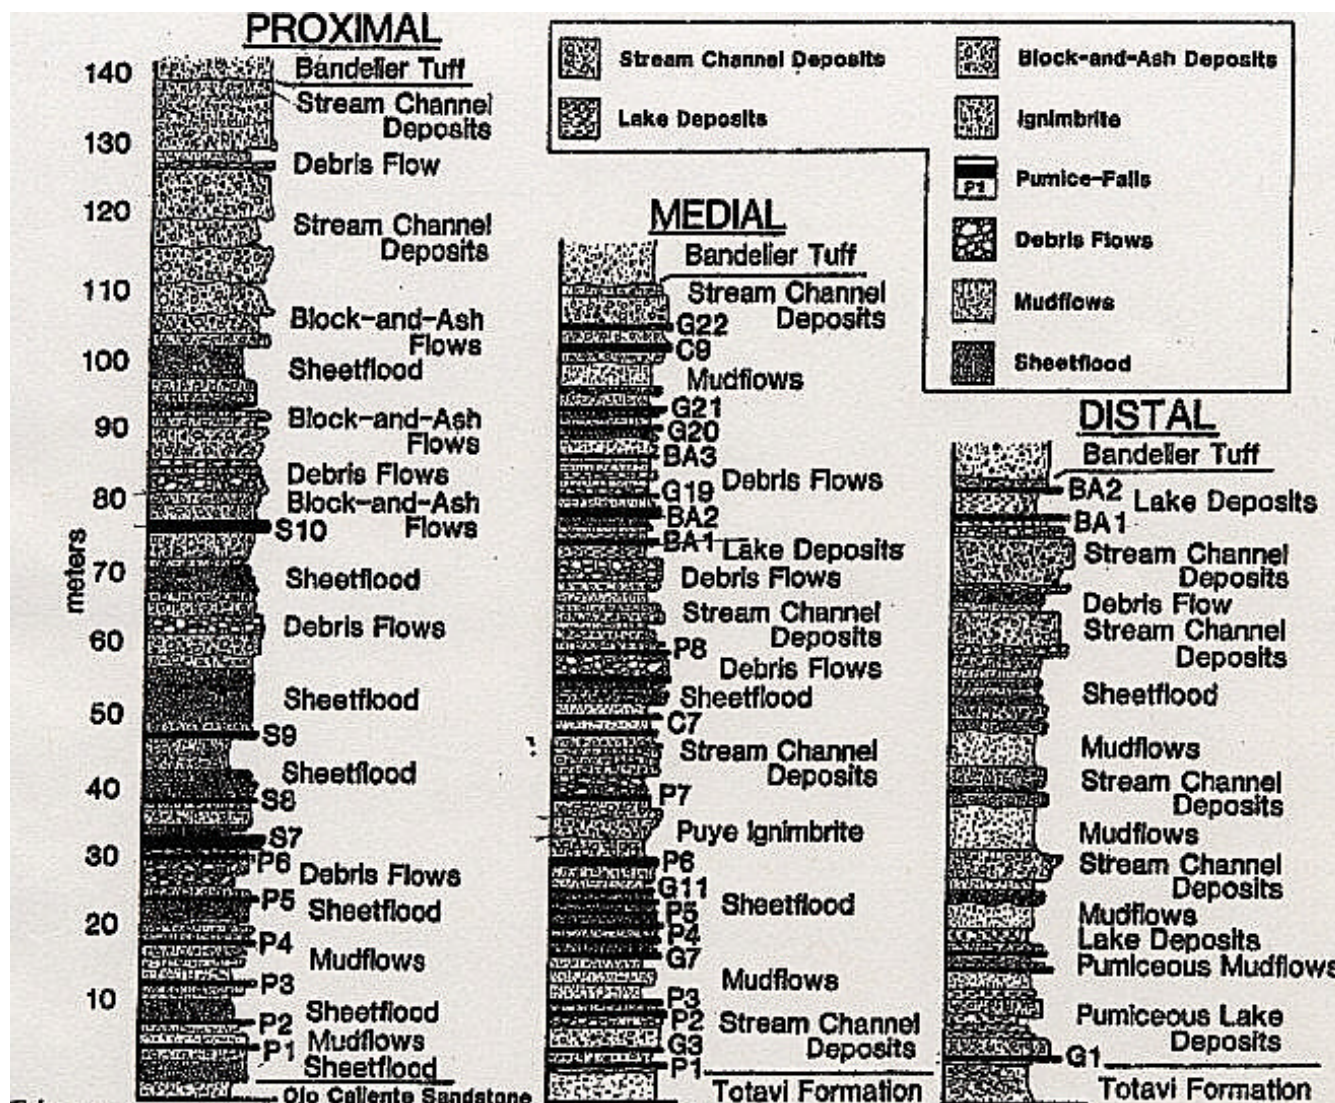 PROXIMAL
140
Bandelier Tuff
Stream Channel
Deposits
130
Debris Flow
120
Stream Channel
Deposits
110
Block-and-Ash
Flows
100
Sheetflood
90
Block-and-Ash
Flows
Debris Flows
80
Block-and-Ash
Flows
S10
meters
70
Sheetflood
Debris Flows
60
Sheetflood
50
S9
Sheetflood
40
S8
S7
30
P6
Debris Flows
P5
Sheetflood
20
P4
Mudflows
P3
10
Sheetflood
P2
Mudflows
P1
Sheetflood
Ojo Caliente Sandstone
Stream Channel Deposits
Lake Deposits
Block-and-Ash Deposits
Ignimbrite
P1
Pumice-Falls
Debris Flows
Mudflows
Sheetflood
MEDIAL
Bandelier Tuff
Stream Channel
Deposits
G22
C9
Mudflows
G21
G20
BA3
Debris Flows
G19
BA2
BA1
Lake Deposits
Debris Flows
Stream Channel
Deposits
P8
Debris Flows
Sheetflood
C7
Stream Channel
Deposits
P7
Puye Ignimbrite
P6
G11
Sheetflood
P5
P4
G7
Mudflows
P3
P2
Stream Channel
Deposits
G3
P1
Totavi Formation
DISTAL
Bandelier Tuff
BA2
Lake Deposits
BA1
Stream Channel
Deposits
Debris Flow
Stream Channel
Deposits
Sheetflood
Mudflows
Stream Channel
Deposits
Mudflows
Stream Channel
Deposits
Mudflows
Lake Deposits
Pumiceous Mudflows
Pumiceous Lake
Deposits
G1
Totavi Formation